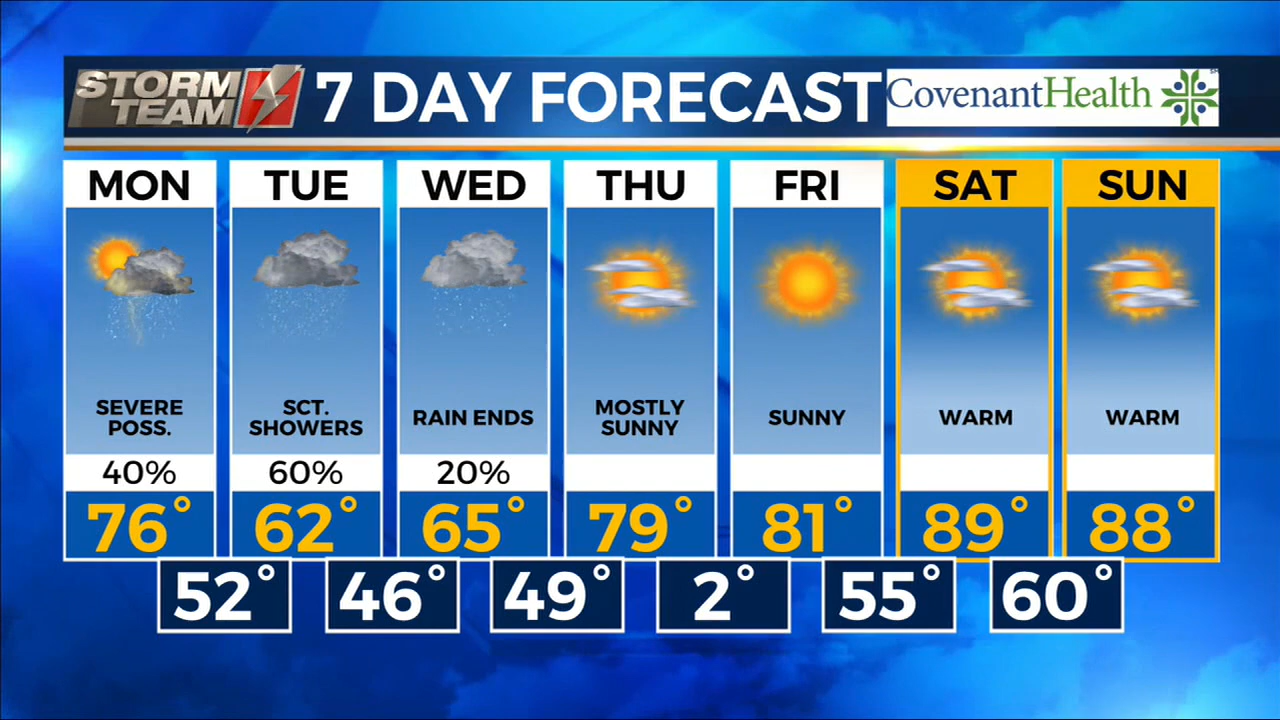 STORM
TEAM
7 DAY FORECAST
CovenantHealth
SM
MON TUE WED THU FRI SAT SUN
SEVERE
POSS.
SCT.
SHOWERS
RAIN ENDS
MOSTLY
SUNNY
SUNNY
WARM
WARM
40% 60% 20%
76° 62° 65° 79° 81° 89° 88°
52° 46° 49° 2° 55° 60°